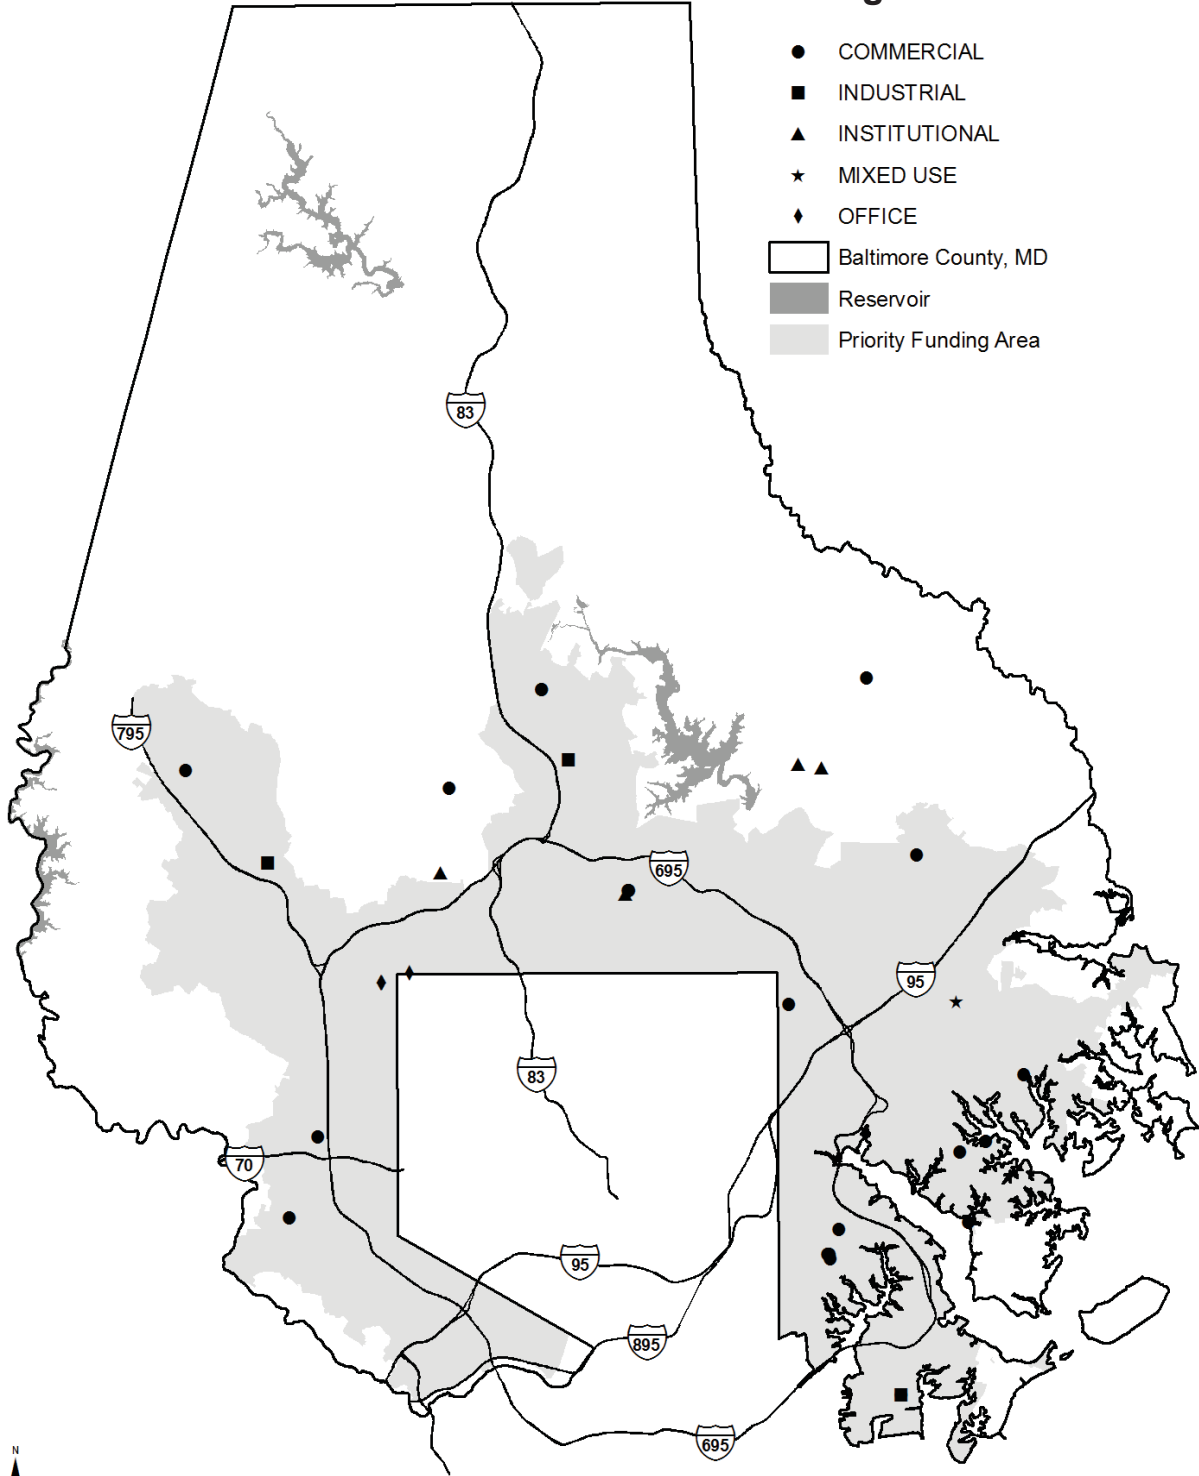 COMMERCIAL
INDUSTRIAL
INSTITUTIONAL
MIXED USE
OFFICE
Baltimore County, MD
Reservoir
Priority Funding Area
83
795
695
95
83
70
95
895
695
N